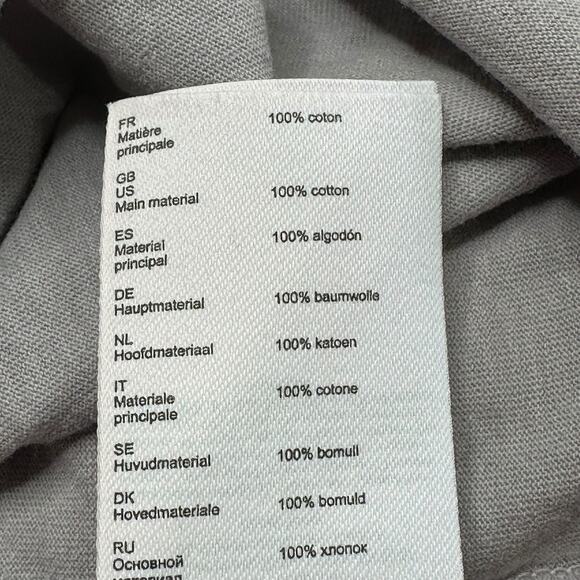 FR
Matière 100% coton
principale
GB
US
Main material 100% cotton
ES
Material 100% algodón
principal
DE
Hauptmaterial 100% baumwolle
NL
Hoofdmateriaal 100% katoen
IT
Materiale 100% cotone
principale
SE
Huvudmaterial 100% bomull
DK
Hovedmateriale 100% bomuld
RU
Основной 100% хлопок
материал